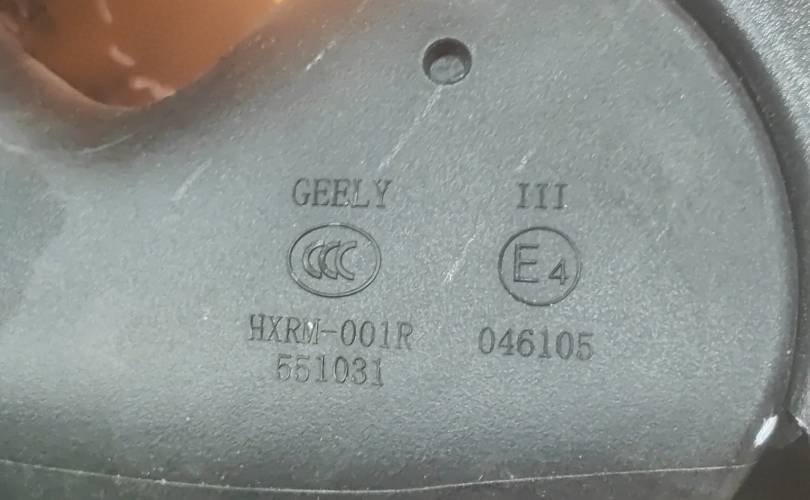 GEELY
CCC
HXRM-001R
551031
III
E4
046105